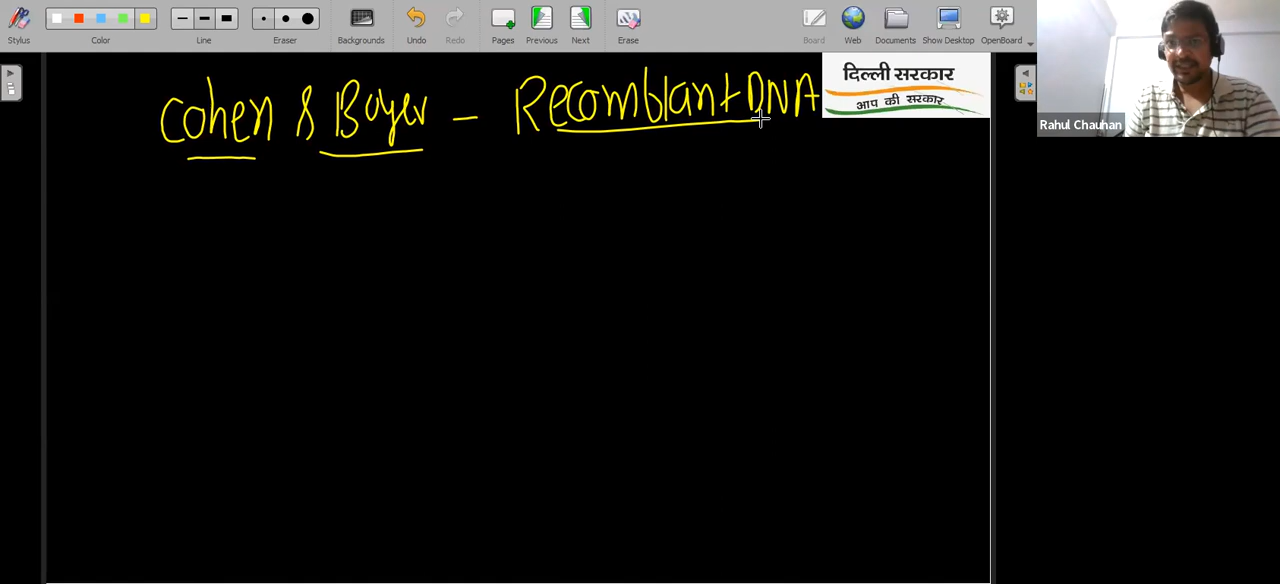 Stylus
Color
Line
Eraser
Backgrounds
Undo
Redo
Pages
Previous
Next
Erase
Board
Web
Documents
Show Desktop
OpenBoard
Cohen & Boyer – Recombiant DNA
दिल्ली सरकार
आप की सरकार
Rahul Chauhan